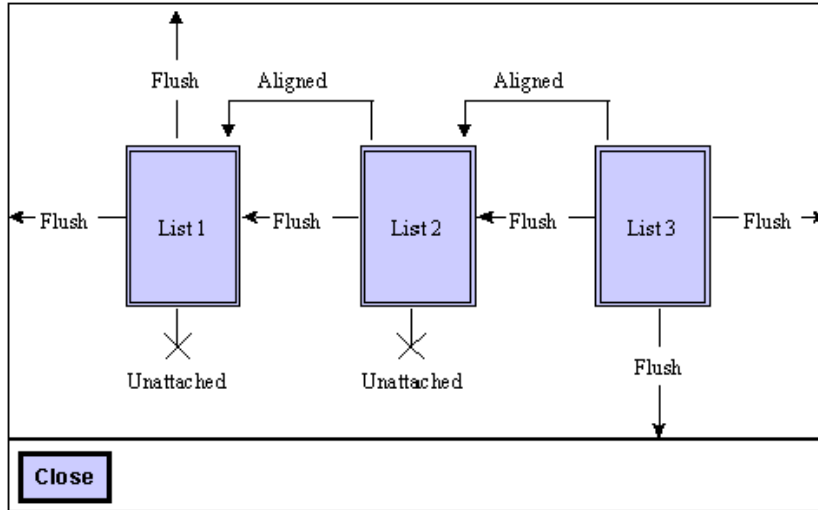 Flush
Aligned
Aligned
Flush
List 1
Flush
List 2
Flush
List 3
Flush
Unattached
Unattached
Flush
Close